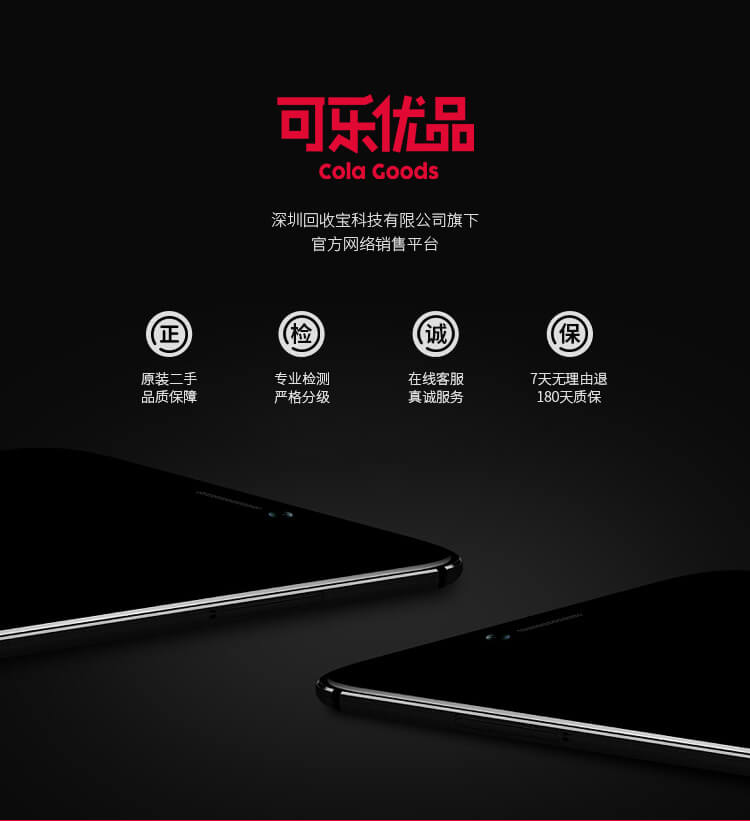 可乐优品
Cola Goods
深圳回收宝科技有限公司旗下
官方网络销售平台
正 检 诚 保
原装二手 专业检测 在线客服 7天无理由退
品质保障 严格分级 真诚服务 180天质保